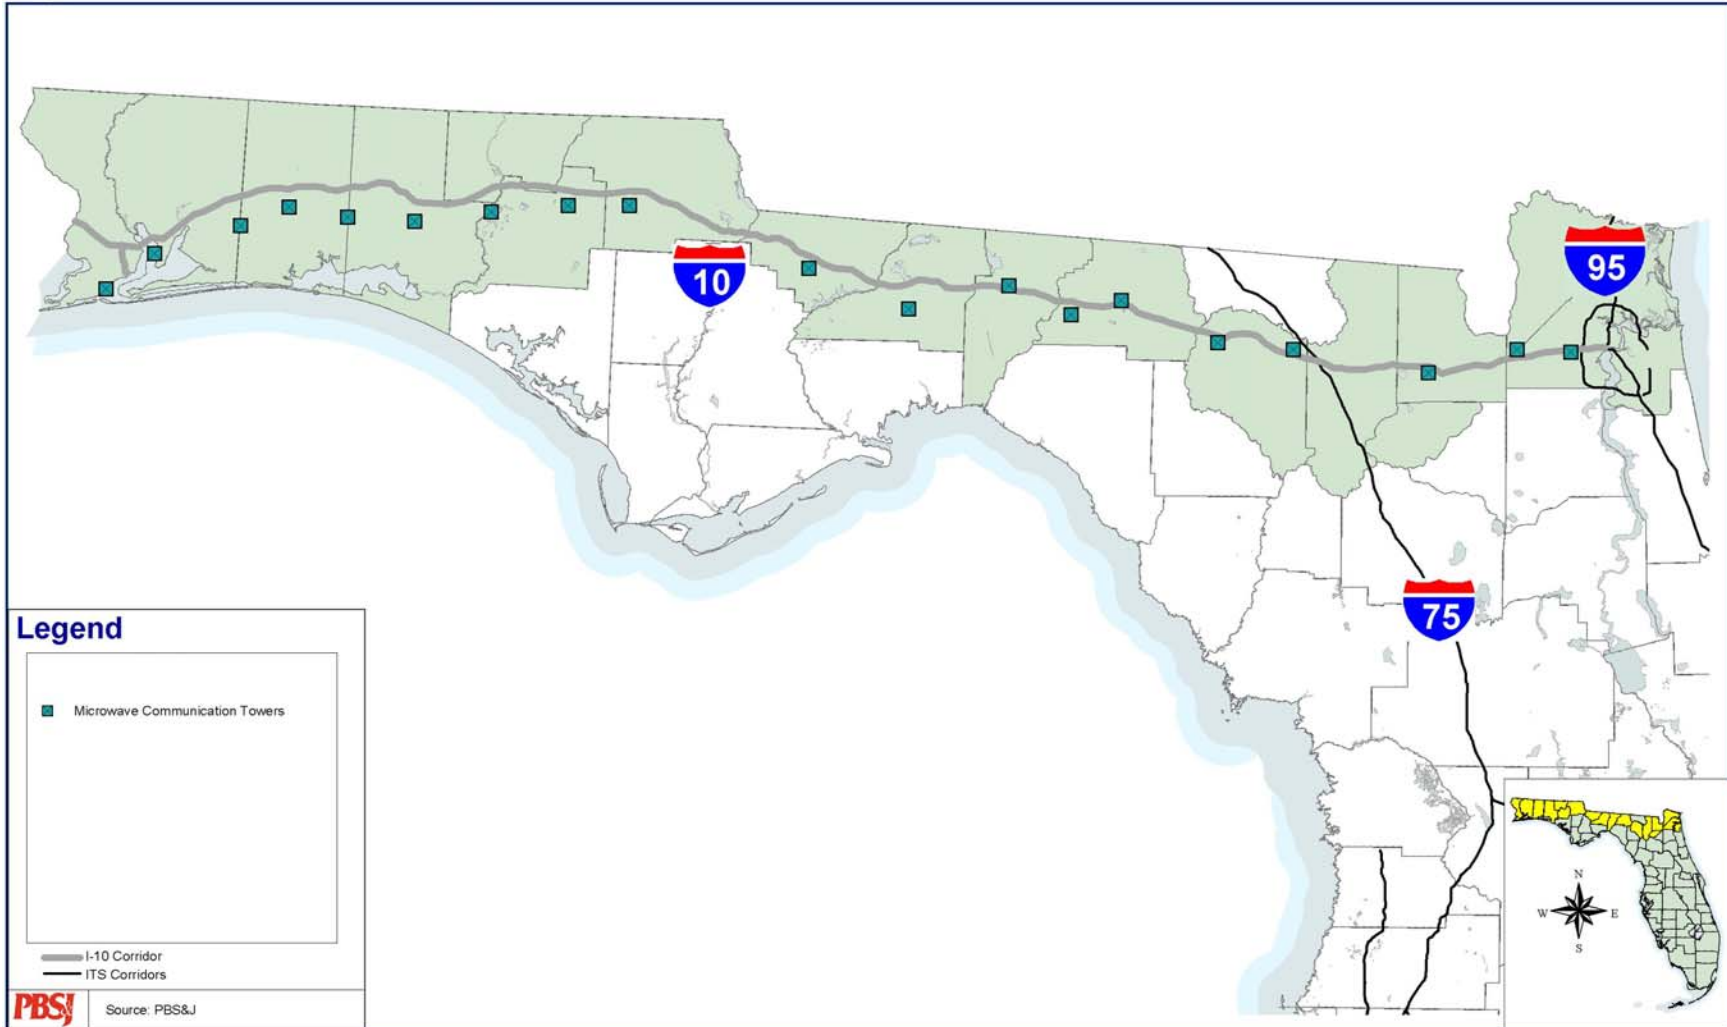 95
10
75
Legend
Microwave Communication Towers
I-10 Corridor
ITS Corridors
PBSJ
Source: PBS&J
N
W
E
S